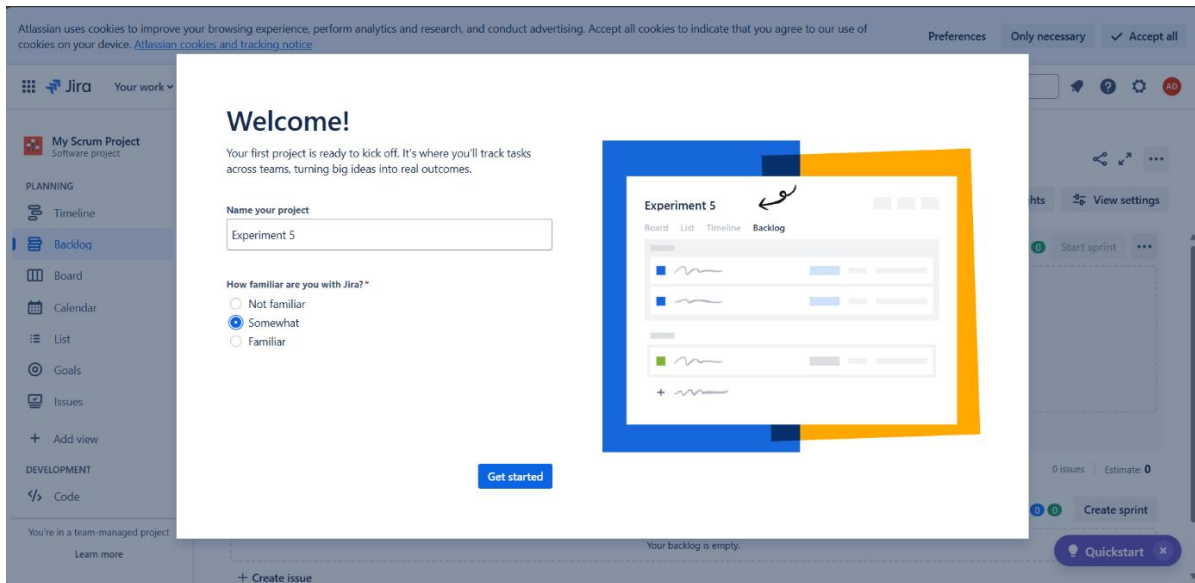 Atlassian uses cookies to improve your browsing experience, perform analytics and research, and conduct advertising. Accept all cookies to indicate that you agree to our use of
cookies on your device. Atlassian cookies and tracking notice
Preferences
Only necessary
Accept all
Jira
Your work
AD
My Scrum Project
Software project
PLANNING
Timeline
Backlog
Board
Calendar
List
Goals
Issues
Add view
DEVELOPMENT
Code
You're in a team-managed project
Learn more
Welcome!
Your first project is ready to kick off. It's where you'll track tasks
across teams, turning big ideas into real outcomes.
Name your project
Experiment 5
How familiar are you with Jira?*
Not familiar
Somewhat
Familiar
Get started
Experiment 5
Board List Timeline Backlog
View settings
0 Start sprint
0 issues Estimate: 0
0 0 Create sprint
Your backlog is empty.
+ Create issue
Quickstart